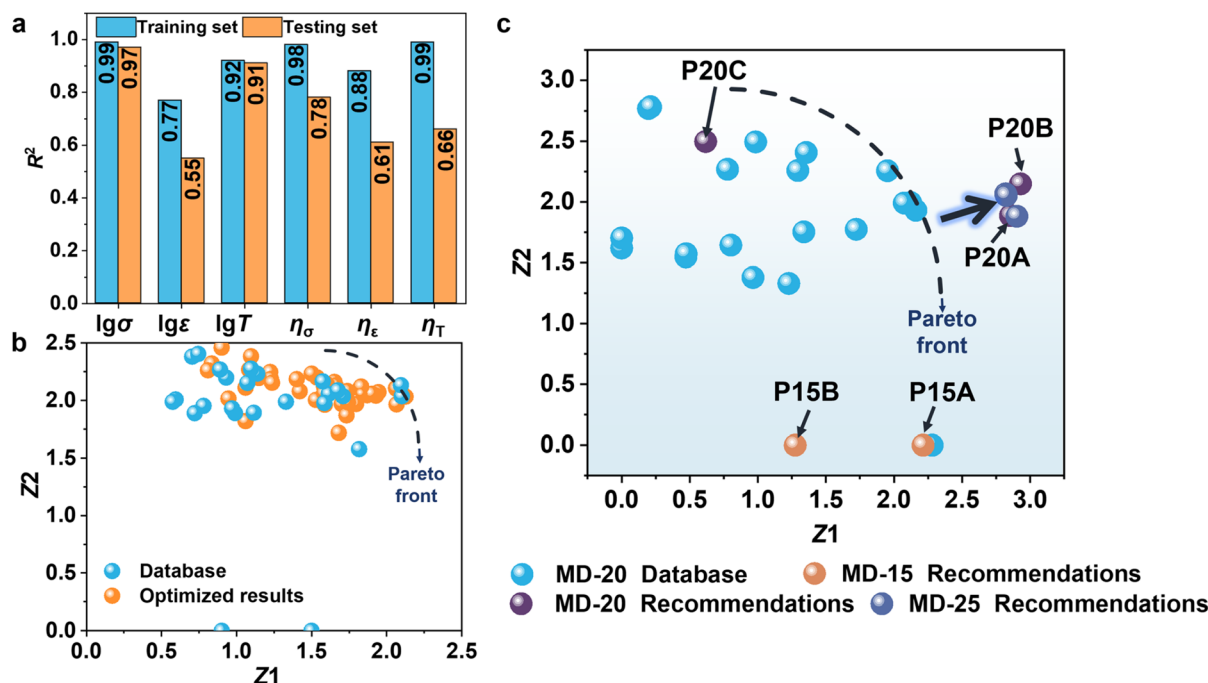 a
Training set
Testing set
R²
1.0
0.8
0.6
0.4
0.2
0.0
0.99
0.97
0.77
0.55
0.92
0.91
0.98
0.78
0.88
0.61
0.99
0.66
lgσ
lgε
lgT
ησ
ηε
ηT
b
Z2
2.5
2.0
1.5
1.0
0.5
0.0
Pareto
front
Database
Optimized results
0.0
0.5
1.0
1.5
2.0
2.5
Z1
c
Z2
3.0
2.5
2.0
1.5
1.0
0.5
0.0
P20C
P20B
P20A
Pareto
front
P15B
P15A
0.0
0.5
1.0
1.5
2.0
2.5
3.0
Z1
MD-20 Database
MD-15 Recommendations
MD-20 Recommendations
MD-25 Recommendations